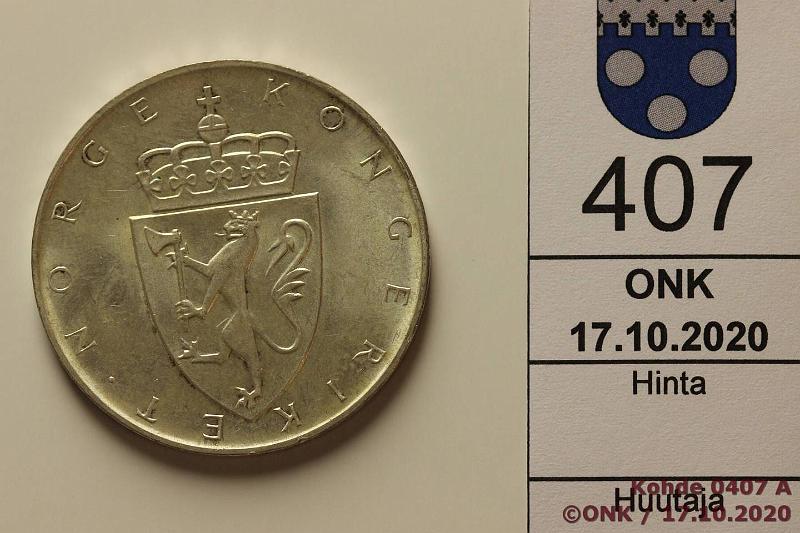 KONGERIKET · NORGE
407
ONK
17.10.2020
Hinta
Huutaja
Kohde 0407 A
©ONK / 17.10.2020